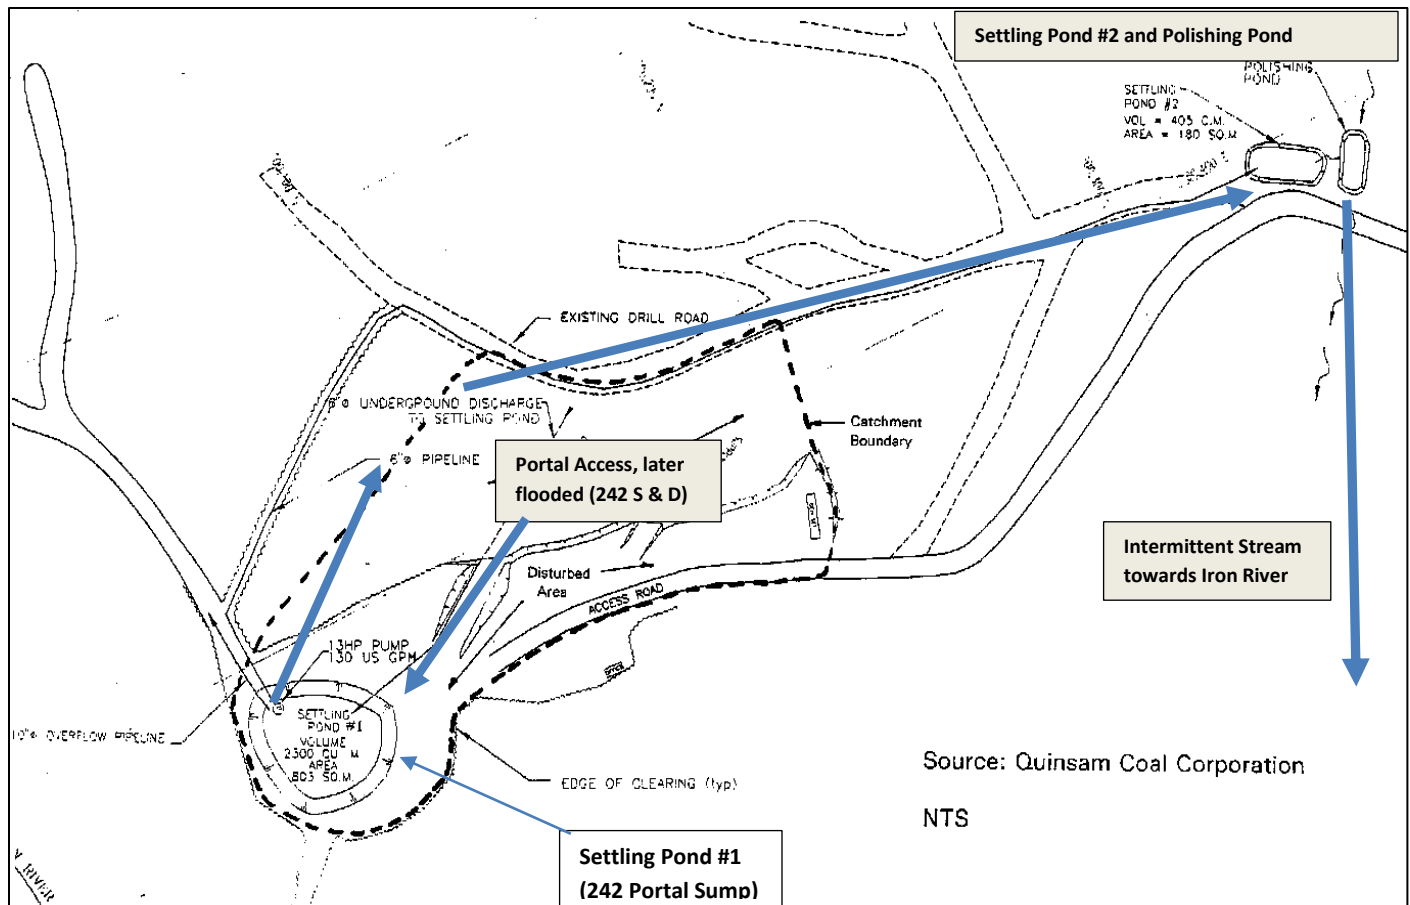 Settling Pond #2 and Polishing Pond
POLISHING
POND
SETTLING
POND #2
VOL = 405 C.M.
AREA = 180 SQ.M
EXISTING DRILL ROAD
6"ø UNDERGROUND DISCHARGE
TO SETTLING POND
6"ø PIPELINE
Catchment
Boundary
Portal Access, later
flooded (242 S & D)
Intermittent Stream
towards Iron River
Disturbed
Area
ACCESS ROAD
13HP PUMP
130 US GPM
SETTLING
POND #1
VOLUME
2300 CU M
AREA
803 SQ.M.
10"ø OVERFLOW PIPELINE
EDGE OF CLEARING (typ)
Source: Quinsam Coal Corporation
NTS
Settling Pond #1
(242 Portal Sump)
RIVER